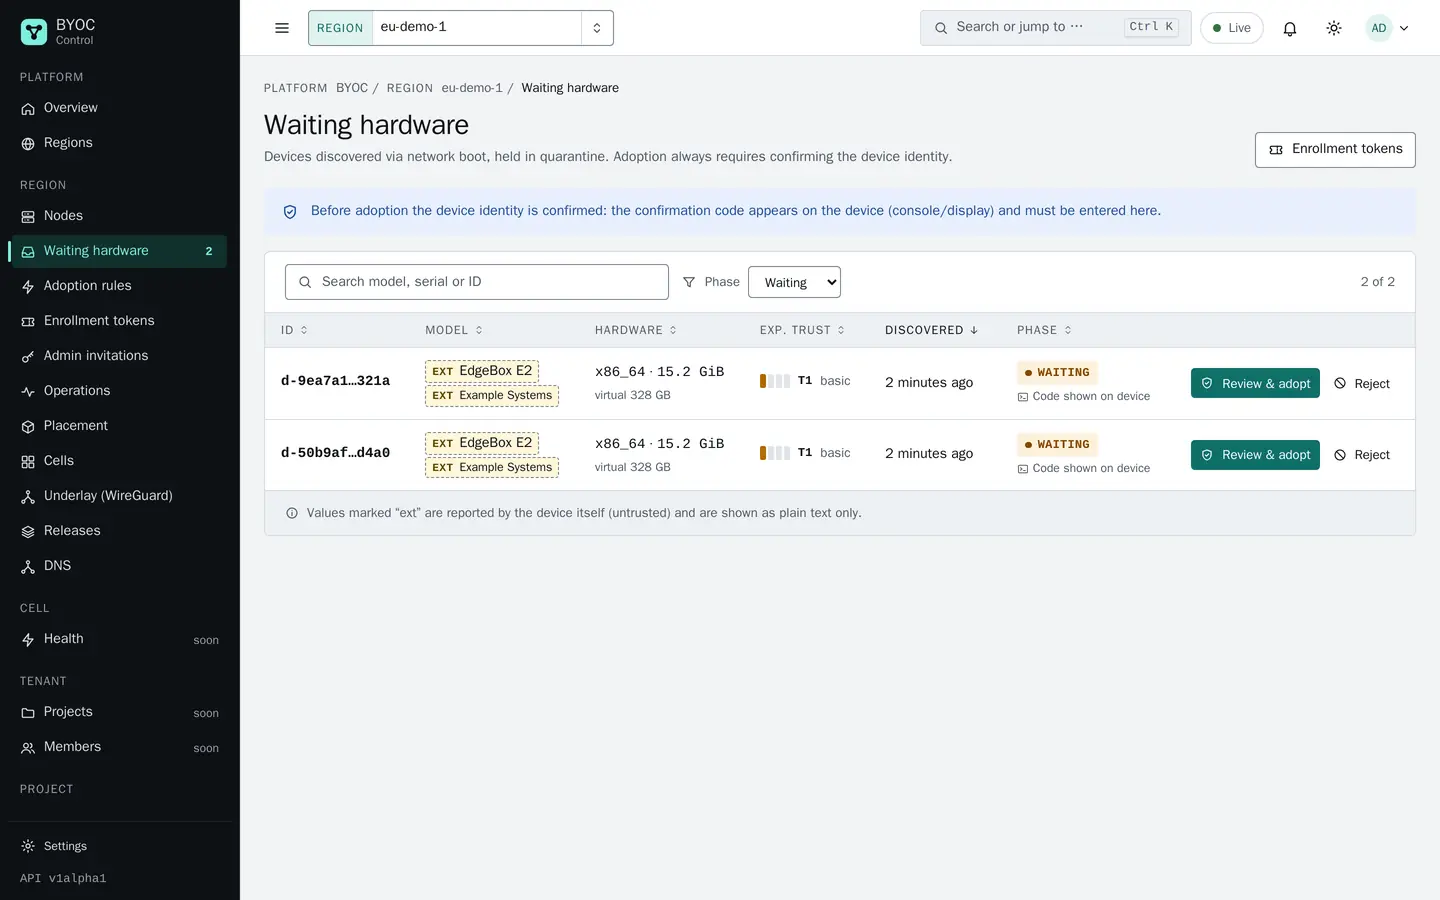 BYOC
Control
PLATFORM
Overview
Regions
REGION
Nodes
Waiting hardware 2
Adoption rules
Enrollment tokens
Admin invitations
Operations
Placement
Cells
Underlay (WireGuard)
Releases
DNS
CELL
Health soon
TENANT
Projects soon
Members soon
PROJECT
Settings
API v1alpha1
REGION eu-demo-1
Search or jump to ··· Ctrl K
Live
AD
PLATFORM BYOC / REGION eu-demo-1 / Waiting hardware
Waiting hardware
Devices discovered via network boot, held in quarantine. Adoption always requires confirming the device identity.
Enrollment tokens
Before adoption the device identity is confirmed: the confirmation code appears on the device (console/display) and must be entered here.
Search model, serial or ID
Phase Waiting
2 of 2
ID MODEL HARDWARE EXP. TRUST DISCOVERED PHASE
d-9ea7a1…321a
EXT EdgeBox E2
EXT Example Systems
x86_64 · 15.2 GiB
virtual 328 GB
T1 basic
2 minutes ago
WAITING
Code shown on device
Review & adopt
Reject
d-50b9af…d4a0
EXT EdgeBox E2
EXT Example Systems
x86_64 · 15.2 GiB
virtual 328 GB
T1 basic
2 minutes ago
WAITING
Code shown on device
Review & adopt
Reject
Values marked “ext” are reported by the device itself (untrusted) and are shown as plain text only.